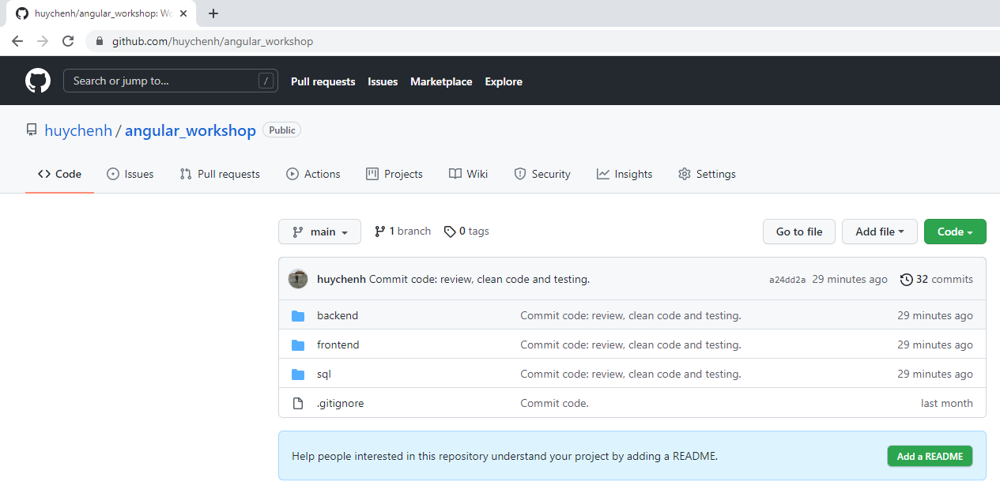 huychenh/angular_workshop: Wo
github.com/huychenh/angular_workshop
Search or jump to... / Pull requests Issues Marketplace Explore
huychenh / angular_workshop Public
Code Issues Pull requests Actions Projects Wiki Security Insights Settings
main 1 branch 0 tags Go to file Add file Code
huychenh Commit code: review, clean code and testing. a24dd2a 29 minutes ago 32 commits
backend Commit code: review, clean code and testing. 29 minutes ago
frontend Commit code: review, clean code and testing. 29 minutes ago
sql Commit code: review, clean code and testing. 29 minutes ago
.gitignore Commit code. last month
Help people interested in this repository understand your project by adding a README. Add a README